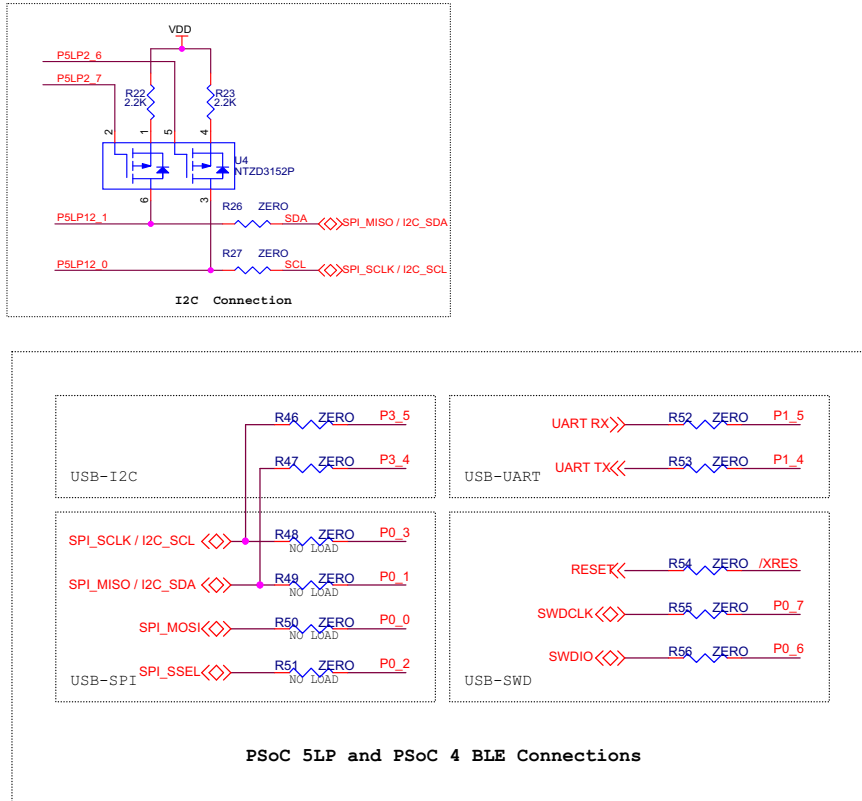 VDD
P5LP2_6
P5LP2_7
R22
2.2K
R23
2.2K
2
1
5
4
U4
NTZD3152P
6
3
R26 ZERO
P5LP12_1
SDA
SPI_MISO / I2C_SDA
R27 ZERO
P5LP12_0
SCL
SPI_SCLK / I2C_SCL
I2C Connection
R46 ZERO P3_5
R47 ZERO P3_4
USB-I2C
UART RX R52 ZERO P1_5
UART TX R53 ZERO P1_4
USB-UART
SPI_SCLK / I2C_SCL R48 ZERO P0_3
NO LOAD
SPI_MISO / I2C_SDA R49 ZERO P0_1
NO LOAD
SPI_MOSI R50 ZERO P0_0
NO LOAD
SPI_SSEL R51 ZERO P0_2
NO LOAD
USB-SPI
RESET R54 ZERO /XRES
SWDCLK R55 ZERO P0_7
SWDIO R56 ZERO P0_6
USB-SWD
PSoC 5LP and PSoC 4 BLE Connections